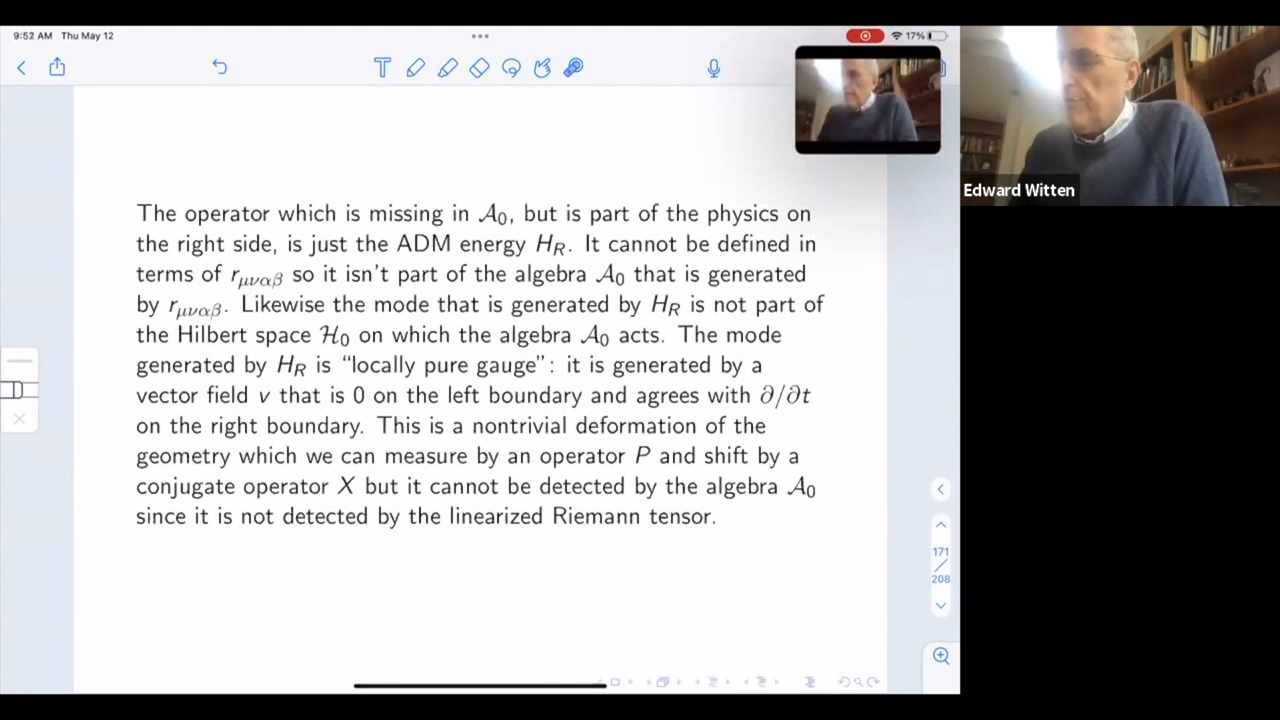 9:52 AM Thu May 12
17%
The operator which is missing in 𝒜₀, but is part of the physics on
the right side, is just the ADM energy H_R. It cannot be defined in
terms of r_{μναβ} so it isn't part of the algebra 𝒜₀ that is generated
by r_{μναβ}. Likewise the mode that is generated by H_R is not part of
the Hilbert space ℋ₀ on which the algebra 𝒜₀ acts. The mode
generated by H_R is “locally pure gauge”: it is generated by a
vector field v that is 0 on the left boundary and agrees with ∂/∂t
on the right boundary. This is a nontrivial deformation of the
geometry which we can measure by an operator P and shift by a
conjugate operator X but it cannot be detected by the algebra 𝒜₀
since it is not detected by the linearized Riemann tensor.
171
/
208
Edward Witten